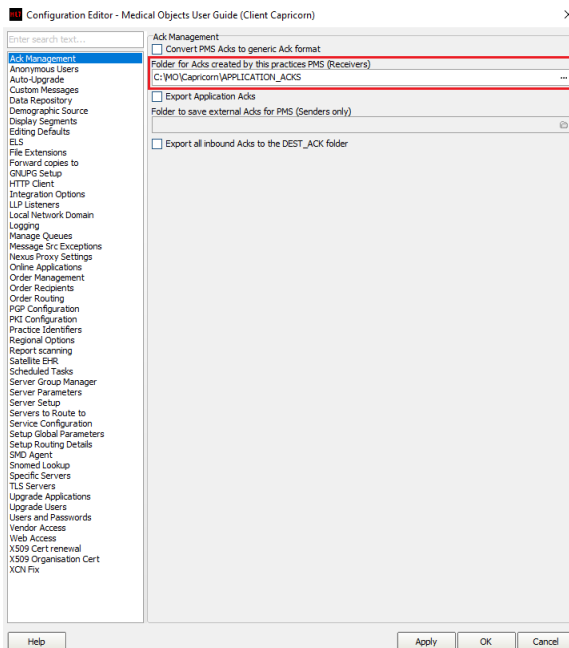 Configuration Editor - Medical Objects User Guide (Client Capricorn)
Enter search text...
Ack Management
Anonymous Users
Auto-Upgrade
Custom Messages
Data Repository
Demographic Source
Display Segments
Editing Defaults
ELS
File Extensions
Forward copies to
GNUPG Setup
HTTP Client
Integration Options
LLP Listeners
Local Network Domain
Logging
Manage Queues
Message Src Exceptions
Nexus Proxy Settings
Online Applications
Order Management
Order Recipients
Order Routing
PGP Configuration
PKI Configuration
Practice Identifiers
Regional Options
Report scanning
Satellite EHR
Scheduled Tasks
Server Group Manager
Server Parameters
Server Setup
Servers to Route to
Service Configuration
Setup Global Parameters
Setup Routing Details
SMD Agent
Snomed Lookup
Specific Servers
TLS Servers
Upgrade Applications
Upgrade Users
Users and Passwords
Vendor Access
Web Access
X509 Cert renewal
X509 Organisation Cert
XCN Fix
Ack Management
Convert PMS Acks to generic Ack format
Folder for Acks created by this practices PMS (Receivers)
C:\MO\Capricorn\APPLICATION_ACKS
...
Export Application Acks
Folder to save external Acks for PMS (Senders only)
Export all inbound Acks to the DEST_ACK folder
Help
Apply
OK
Cancel